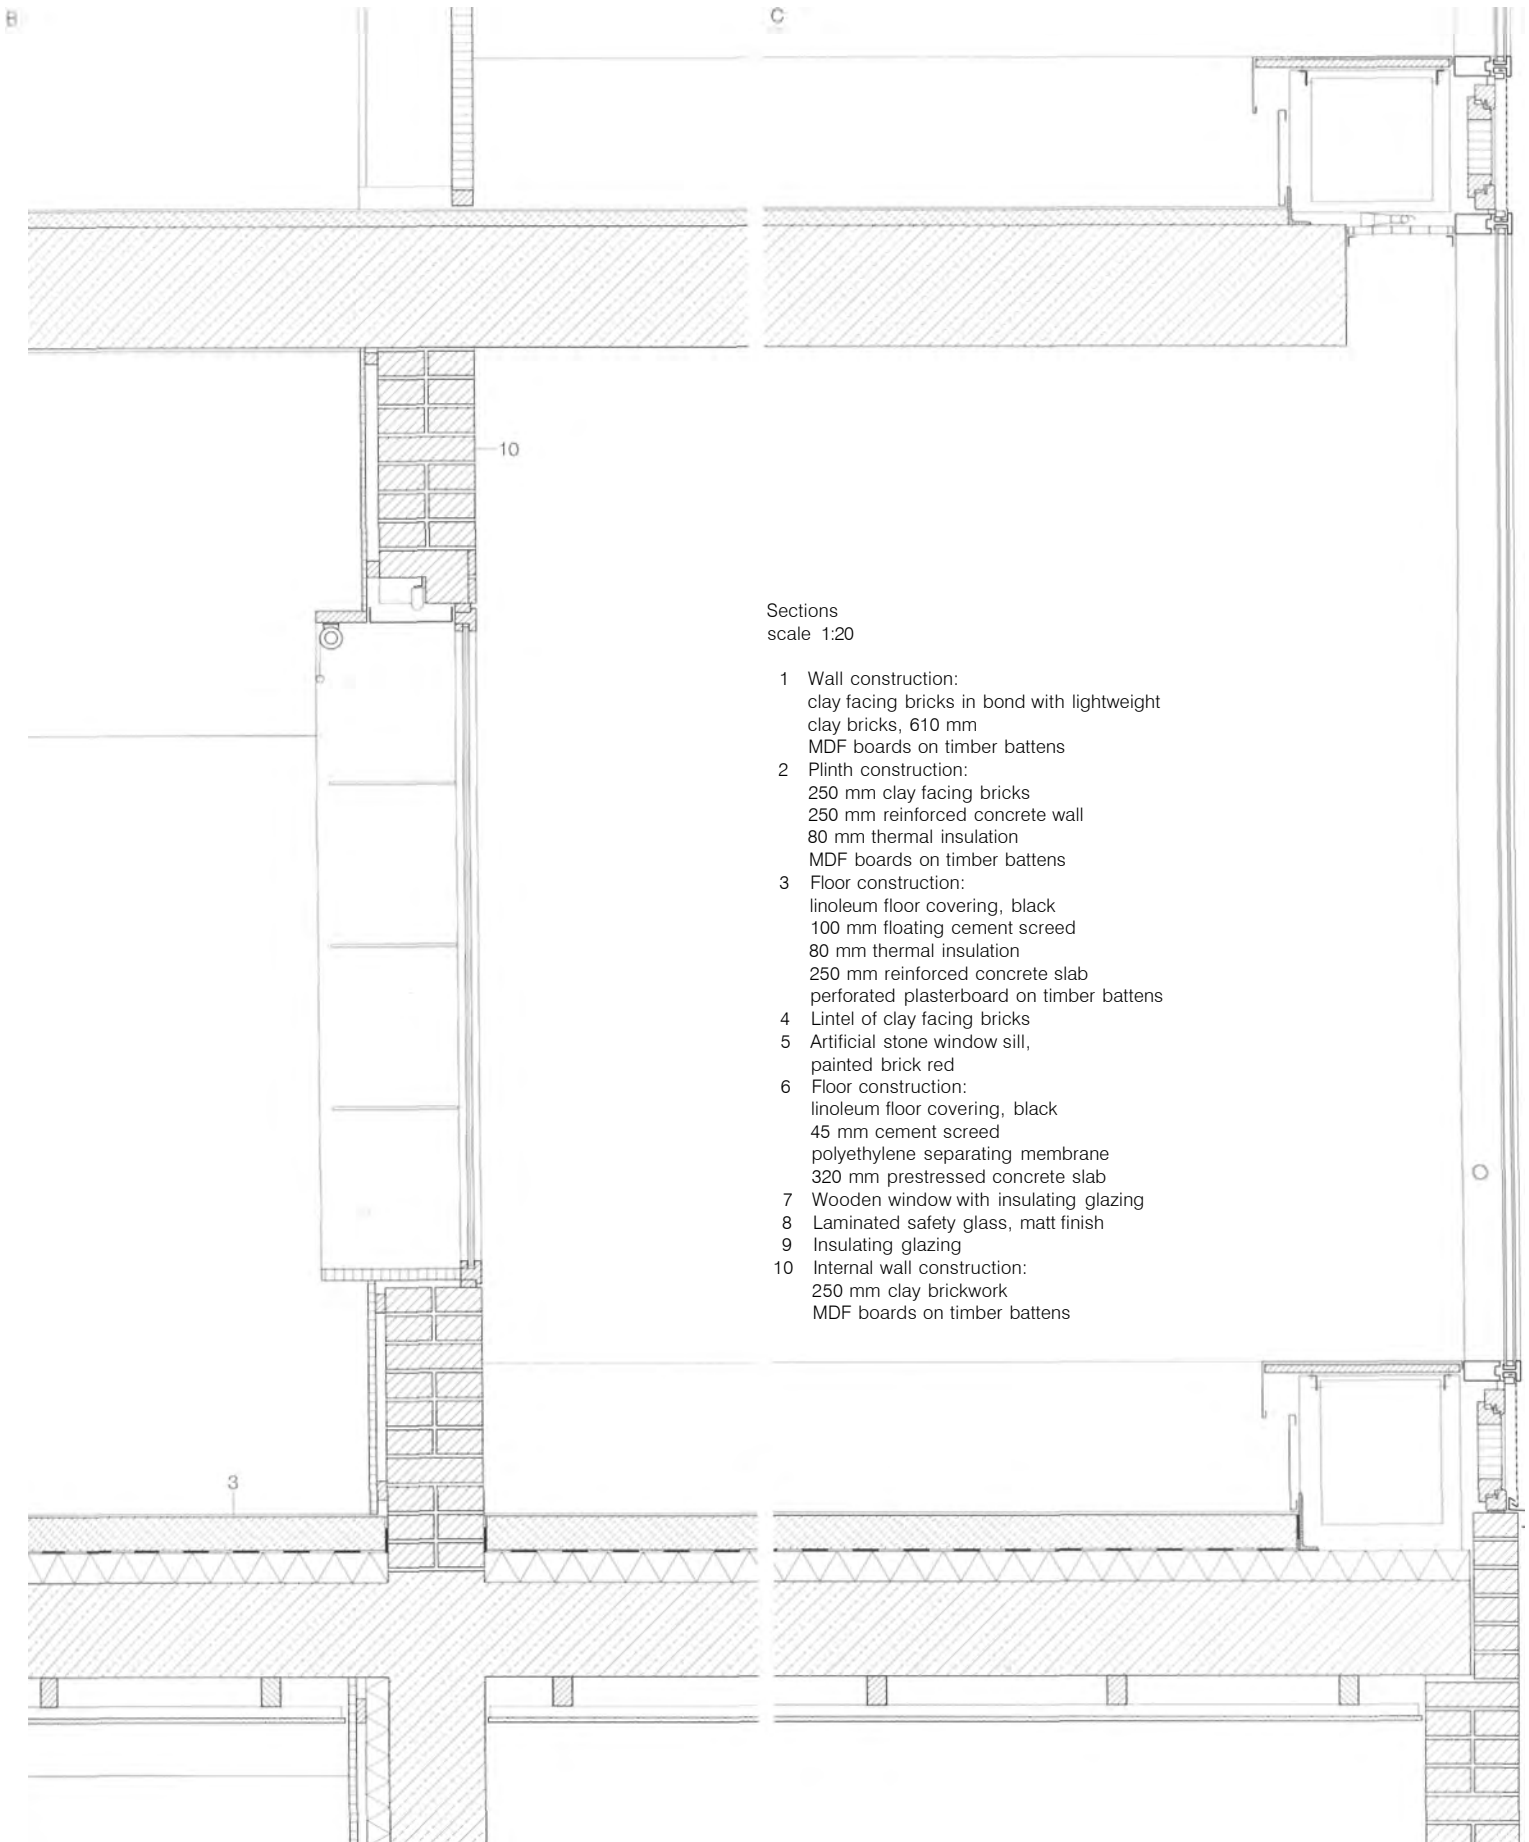 B
C
10
Sections
scale 1:20
1 Wall construction:
clay facing bricks in bond with lightweight
clay bricks, 610 mm
MDF boards on timber battens
2 Plinth construction:
250 mm clay facing bricks
250 mm reinforced concrete wall
80 mm thermal insulation
MDF boards on timber battens
3 Floor construction:
linoleum floor covering, black
100 mm floating cement screed
80 mm thermal insulation
250 mm reinforced concrete slab
perforated plasterboard on timber battens
4 Lintel of clay facing bricks
5 Artificial stone window sill,
painted brick red
6 Floor construction:
linoleum floor covering, black
45 mm cement screed
polyethylene separating membrane
320 mm prestressed concrete slab
7 Wooden window with insulating glazing
8 Laminated safety glass, matt finish
9 Insulating glazing
10 Internal wall construction:
250 mm clay brickwork
MDF boards on timber battens
3